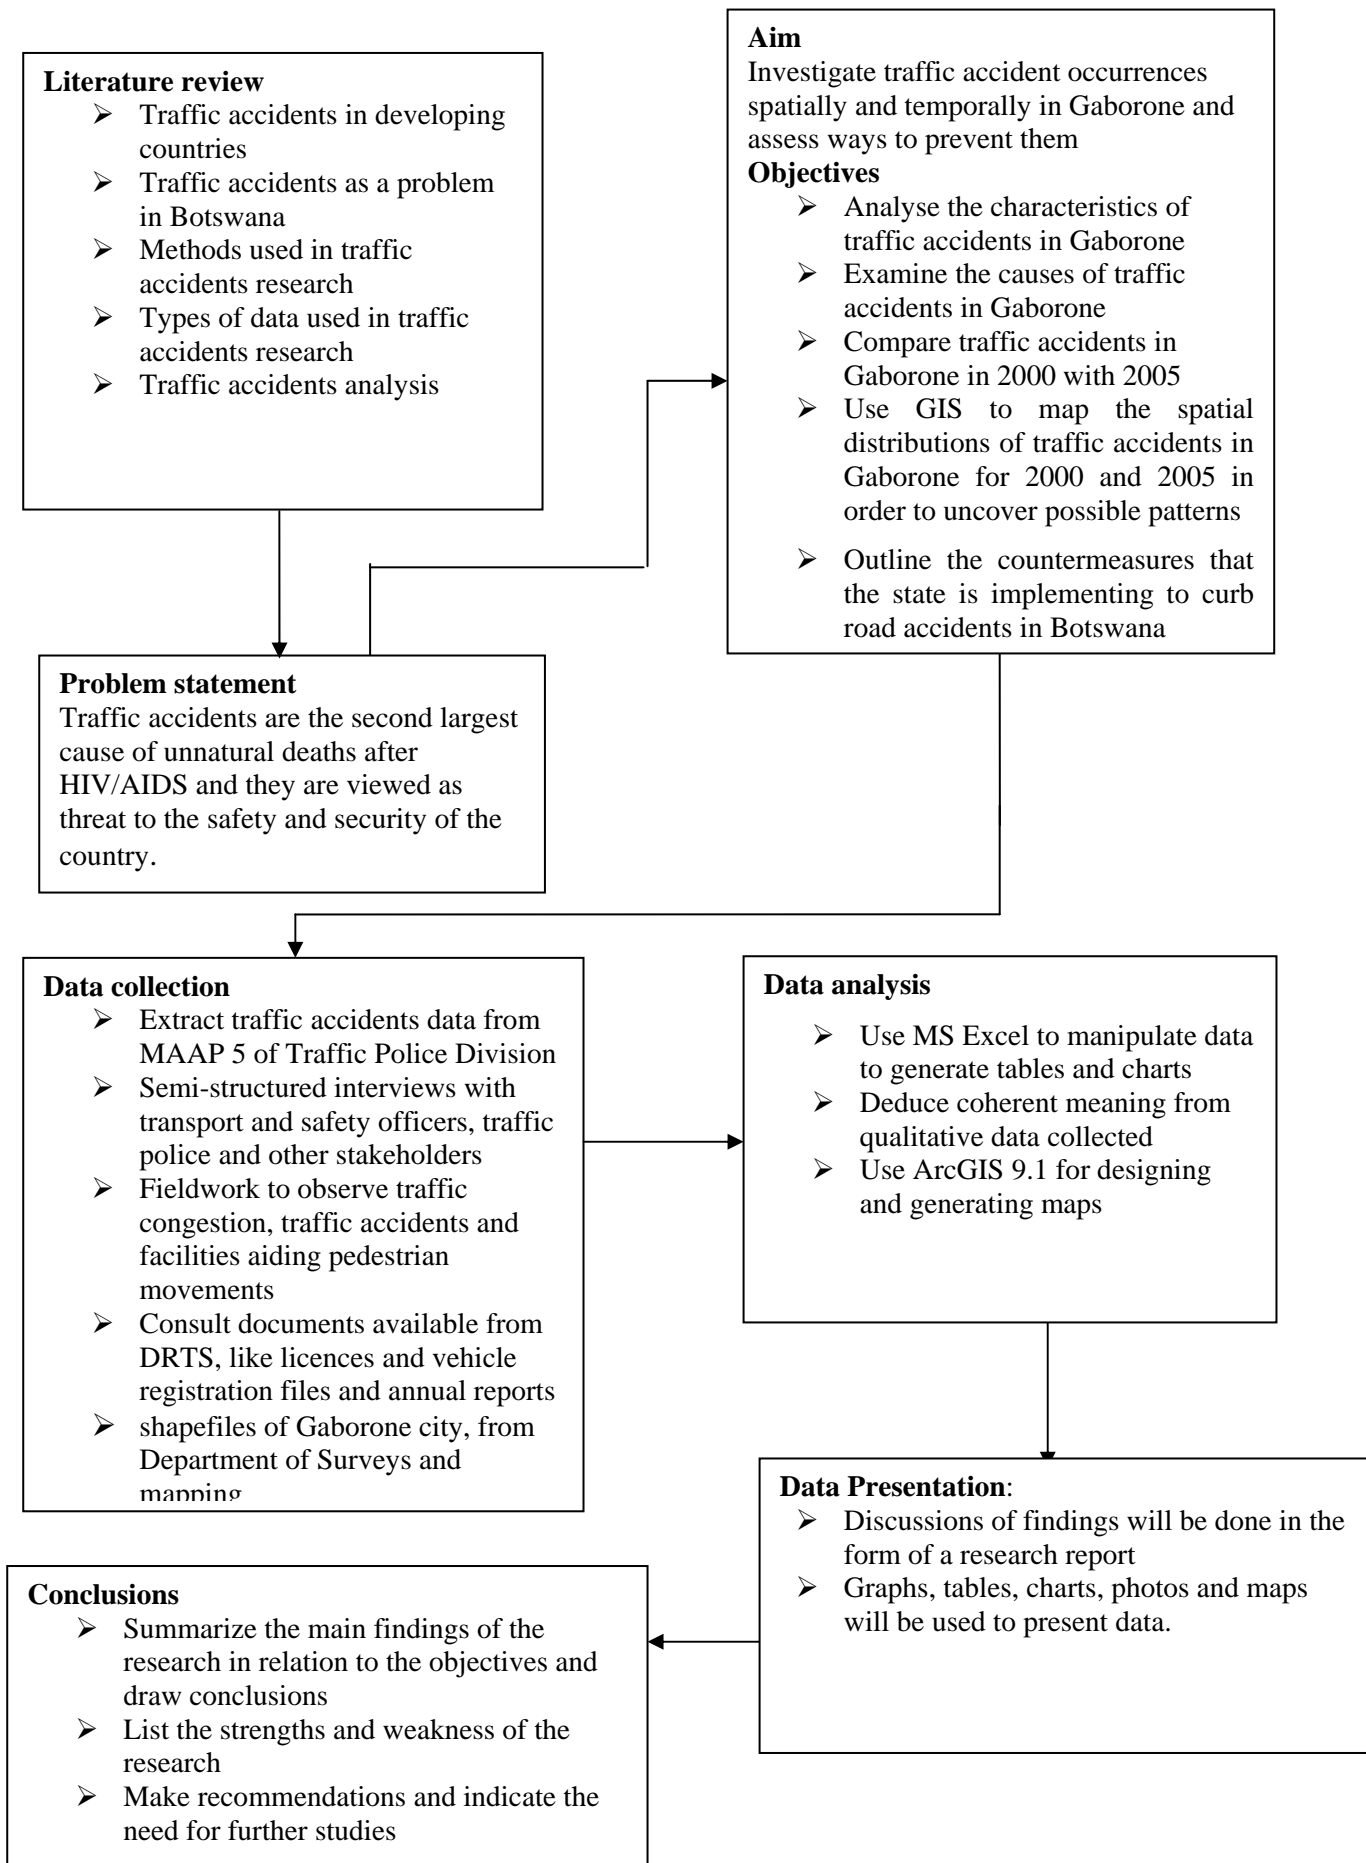 Literature review
➢ Traffic accidents in developing
countries
➢ Traffic accidents as a problem
in Botswana
➢ Methods used in traffic
accidents research
➢ Types of data used in traffic
accidents research
➢ Traffic accidents analysis
Aim
Investigate traffic accident occurrences
spatially and temporally in Gaborone and
assess ways to prevent them
Objectives
➢ Analyse the characteristics of
traffic accidents in Gaborone
➢ Examine the causes of traffic
accidents in Gaborone
➢ Compare traffic accidents in
Gaborone in 2000 with 2005
➢ Use GIS to map the spatial
distributions of traffic accidents in
Gaborone for 2000 and 2005 in
order to uncover possible patterns
➢ Outline the countermeasures that
the state is implementing to curb
road accidents in Botswana
Problem statement
Traffic accidents are the second largest
cause of unnatural deaths after
HIV/AIDS and they are viewed as
threat to the safety and security of the
country.
Data collection
➢ Extract traffic accidents data from
MAAP 5 of Traffic Police Division
➢ Semi-structured interviews with
transport and safety officers, traffic
police and other stakeholders
➢ Fieldwork to observe traffic
congestion, traffic accidents and
facilities aiding pedestrian
movements
➢ Consult documents available from
DRTS, like licences and vehicle
registration files and annual reports
➢ shapefiles of Gaborone city, from
Department of Surveys and
mapping
Data analysis
➢ Use MS Excel to manipulate data
to generate tables and charts
➢ Deduce coherent meaning from
qualitative data collected
➢ Use ArcGIS 9.1 for designing
and generating maps
Data Presentation:
➢ Discussions of findings will be done in the
form of a research report
➢ Graphs, tables, charts, photos and maps
will be used to present data.
Conclusions
➢ Summarize the main findings of the
research in relation to the objectives and
draw conclusions
➢ List the strengths and weakness of the
research
➢ Make recommendations and indicate the
need for further studies